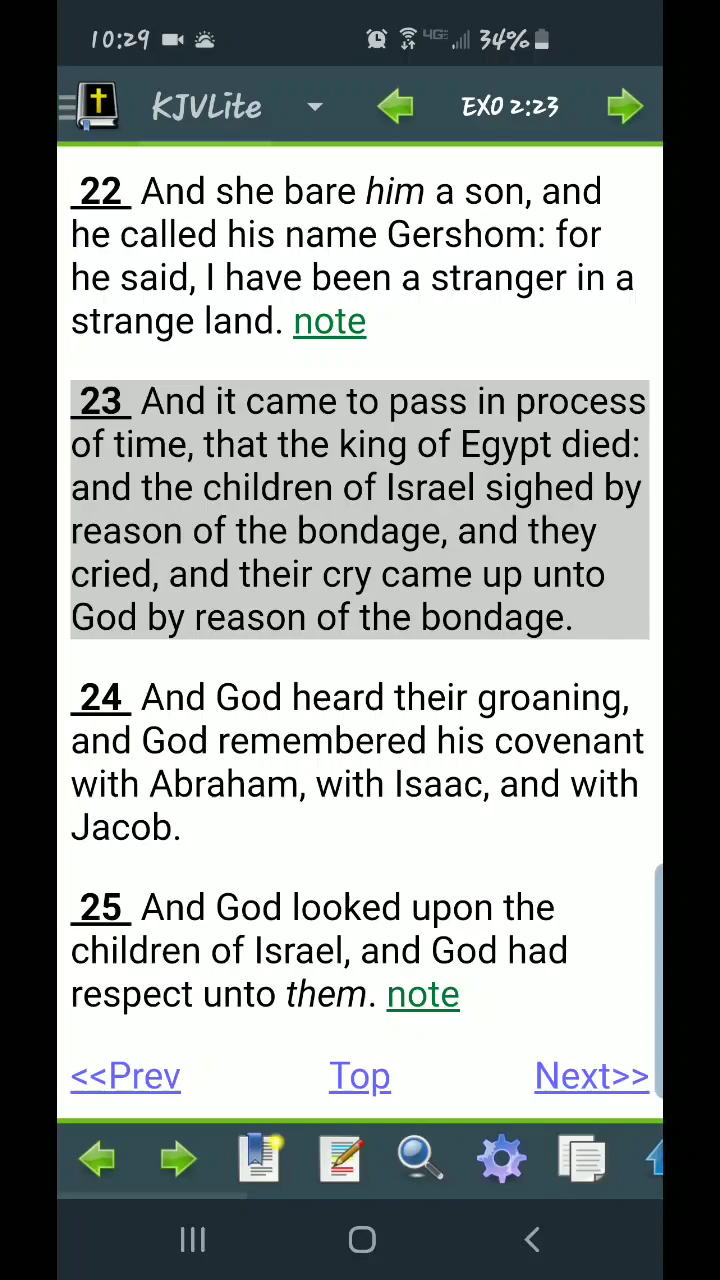 10:29 4GE 34%
KJVLite EXO 2:23
22 And she bare him a son, and
he called his name Gershom: for
he said, I have been a stranger in a
strange land. note
23 And it came to pass in process
of time, that the king of Egypt died:
and the children of Israel sighed by
reason of the bondage, and they
cried, and their cry came up unto
God by reason of the bondage.
24 And God heard their groaning,
and God remembered his covenant
with Abraham, with Isaac, and with
Jacob.
25 And God looked upon the
children of Israel, and God had
respect unto them. note
<<Prev Top Next>>